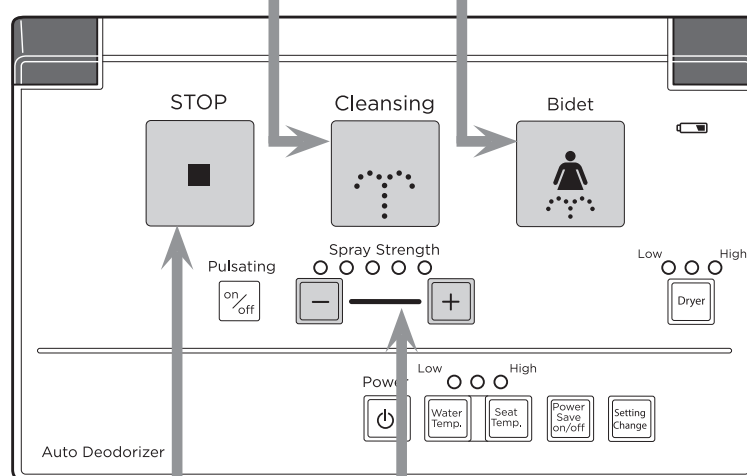 STOP
Cleansing
Bidet
Spray Strength
Pulsating
on/off
−
+
Low
High
Dryer
Low
High
Power
Water
Temp.
Seat
Temp.
Power
Save
on/off
Setting
Change
Auto Deodorizer